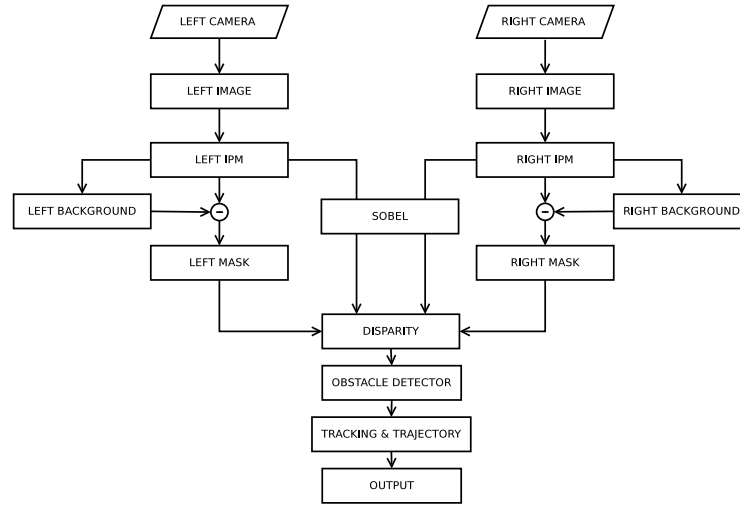 LEFT CAMERA
RIGHT CAMERA
LEFT IMAGE
RIGHT IMAGE
LEFT IPM
RIGHT IPM
LEFT BACKGROUND
-
SOBEL
-
RIGHT BACKGROUND
LEFT MASK
RIGHT MASK
DISPARITY
OBSTACLE DETECTOR
TRACKING & TRAJECTORY
OUTPUT